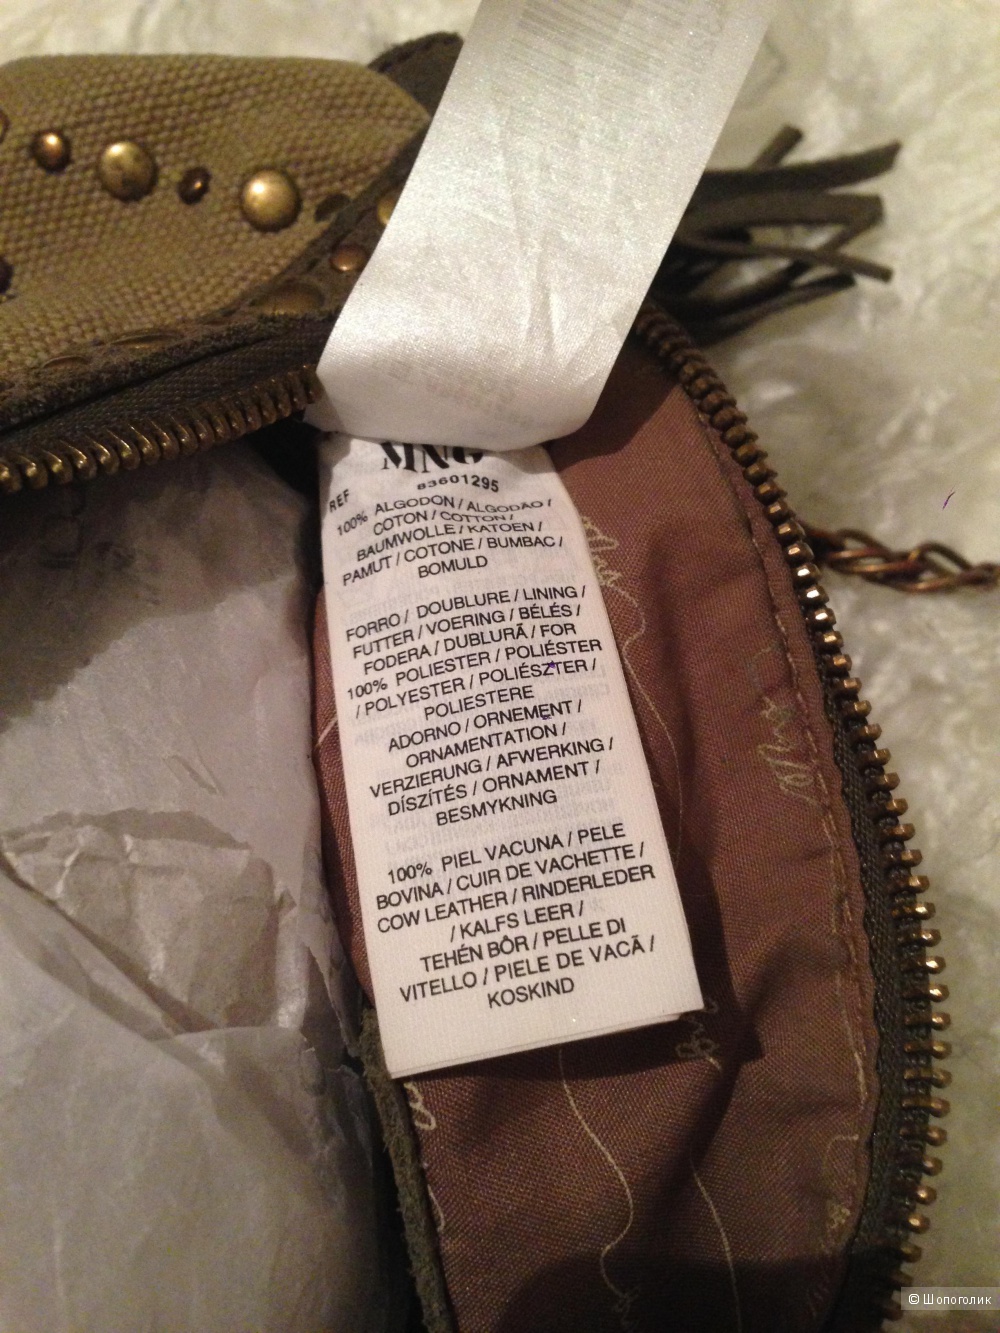 MNG
REF 83601295
100% ALGODON / ALGODAO /
COTON / COTTON /
BAUMWOLLE / KATOEN /
PAMUT / COTONE / BUMBAC /
BOMULD
FORRO / DOUBLURE / LINING /
FUTTER / VOERING / BÉLÉS /
FODERA / DUBLURĂ / FOR
100% POLIESTER / POLIÉSTER
/ POLYESTER / POLIÉSZTER /
POLIESTERE
ADORNO / ORNEMENT /
ORNAMENTATION /
VERZIERUNG / AFWERKING /
DÍSZÍTÉS / ORNAMENT /
BESMYKNING
100% PIEL VACUNA / PELE
BOVINA / CUIR DE VACHETTE /
COW LEATHER / RINDERLEDER
/ KALFS LEER /
TEHÉN BÔR / PELLE DI
VITELLO / PIELE DE VACĂ /
KOSKIND
© Шопоголик